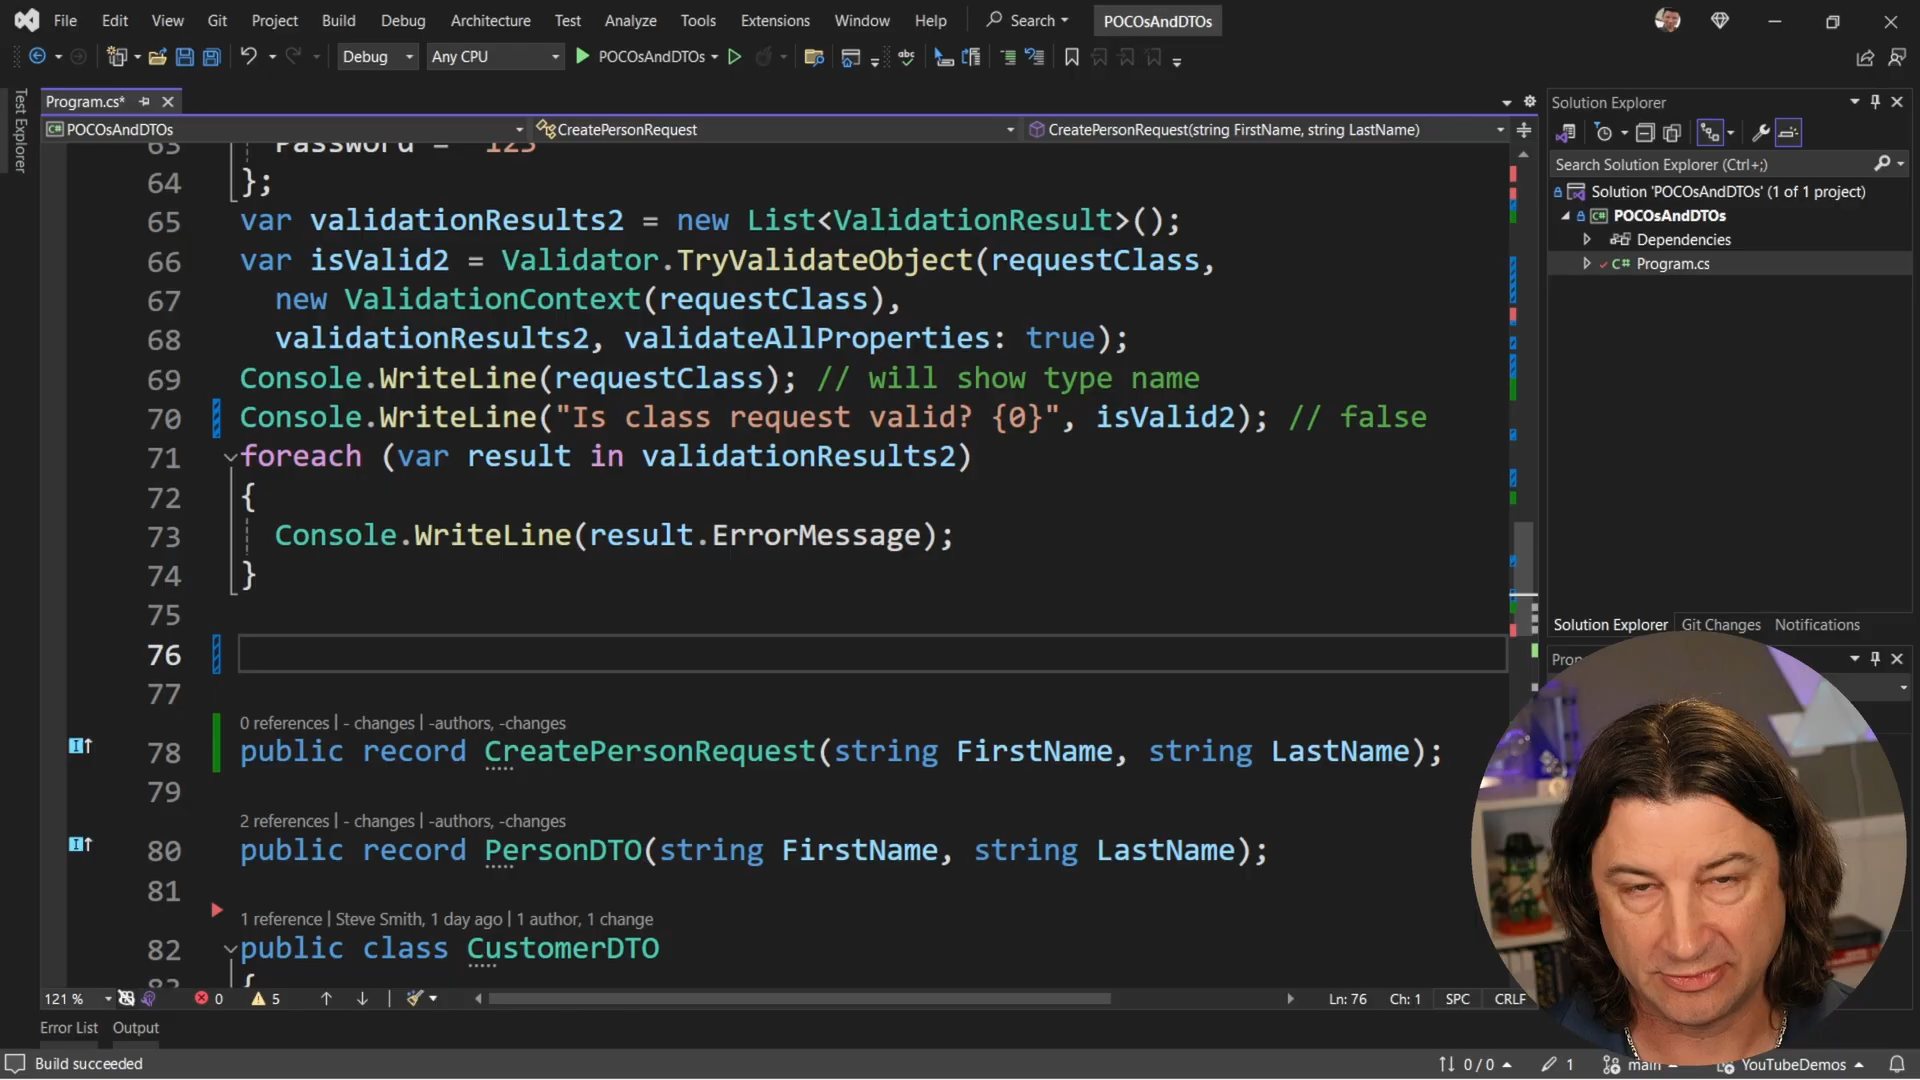 File Edit View Git Project Build Debug Architecture Test Analyze Tools Extensions Window Help Search POCOsAndDTOs
Debug Any CPU POCOsAndDTOs
Test Explorer
Program.cs*
POCOsAndDTOs CreatePersonRequest CreatePersonRequest(string FirstName, string LastName)
63 Password = "123"
64 };
65 var validationResults2 = new List<ValidationResult>();
66 var isValid2 = Validator.TryValidateObject(requestClass,
67 new ValidationContext(requestClass),
68 validationResults2, validateAllProperties: true);
69 Console.WriteLine(requestClass); // will show type name
70 Console.WriteLine("Is class request valid? {0}", isValid2); // false
71 foreach (var result in validationResults2)
72 {
73 Console.WriteLine(result.ErrorMessage);
74 }
75
76
77
0 references | - changes | -authors, -changes
78 public record CreatePersonRequest(string FirstName, string LastName);
79
2 references | - changes | -authors, -changes
80 public record PersonDTO(string FirstName, string LastName);
81
1 reference | Steve Smith, 1 day ago | 1 author, 1 change
82 public class CustomerDTO
83 {
121 % 0 5 Ln: 76 Ch: 1 SPC CRLF
Error List Output
Build succeeded 0 / 0 1 main YouTubeDemos
Solution Explorer
Search Solution Explorer (Ctrl+;)
Solution 'POCOsAndDTOs' (1 of 1 project)
POCOsAndDTOs
Dependencies
C# Program.cs
Solution Explorer Git Changes Notifications